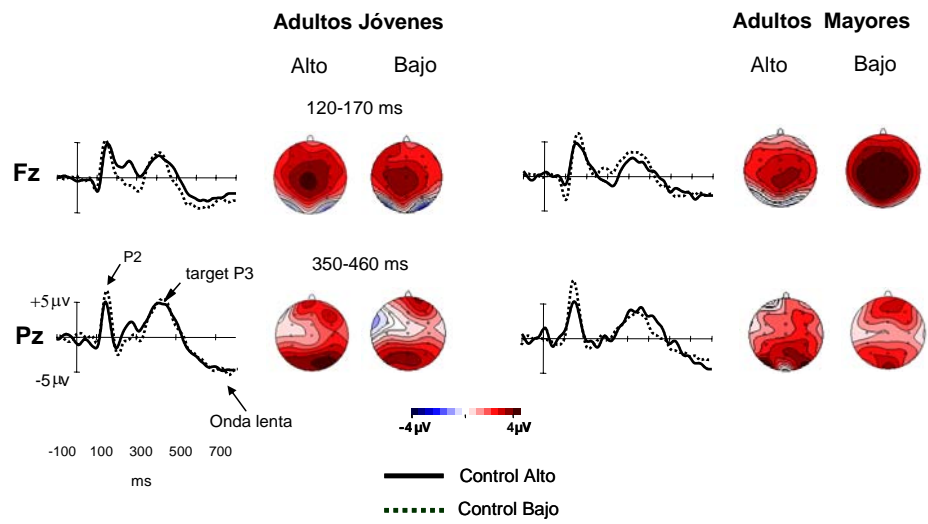 Adultos Jóvenes
Adultos Mayores
Alto Bajo
Alto Bajo
120-170 ms
Fz
P2
target P3
350-460 ms
+5μv
Pz
-5μv
Onda lenta
-4μV 4μV
-100 100 300 500 700
ms
Control Alto
Control Bajo